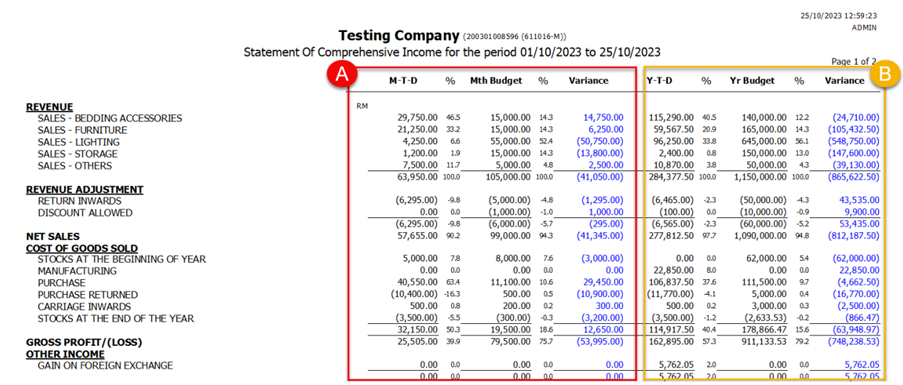 25/10/2023 12:59:23
ADMIN
Testing Company (200301008596 (611016-M))
Statement Of Comprehensive Income for the period 01/10/2023 to 25/10/2023
Page 1 of 2
A B
M-T-D % Mth Budget % Variance Y-T-D % Yr Budget % Variance
RM
REVENUE
SALES - BEDDING ACCESSORIES 29,750.00 46.5 15,000.00 14.3 14,750.00 115,290.00 40.5 140,000.00 12.2 (24,710.00)
SALES - FURNITURE 21,250.00 33.2 15,000.00 14.3 6,250.00 59,567.50 20.9 165,000.00 14.3 (105,432.50)
SALES - LIGHTING 4,250.00 6.6 55,000.00 52.4 (50,750.00) 96,250.00 33.8 645,000.00 56.1 (548,750.00)
SALES - STORAGE 1,200.00 1.9 15,000.00 14.3 (13,800.00) 2,400.00 0.8 150,000.00 13.0 (147,600.00)
SALES - OTHERS 7,500.00 11.7 5,000.00 4.8 2,500.00 10,870.00 3.8 50,000.00 4.3 (39,130.00)
63,950.00 100.0 105,000.00 100.0 (41,050.00) 284,377.50 100.0 1,150,000.00 100.0 (865,622.50)
REVENUE ADJUSTMENT
RETURN INWARDS (6,295.00) -9.8 (5,000.00) -4.8 (1,295.00) (6,465.00) -2.3 (50,000.00) -4.3 43,535.00
DISCOUNT ALLOWED 0.00 0.0 (1,000.00) -1.0 1,000.00 (100.00) 0.0 (10,000.00) -0.9 9,900.00
(6,295.00) -9.8 (6,000.00) -5.7 (295.00) (6,565.00) -2.3 (60,000.00) -5.2 53,435.00
NET SALES 57,655.00 90.2 99,000.00 94.3 (41,345.00) 277,812.50 97.7 1,090,000.00 94.8 (812,187.50)
COST OF GOODS SOLD
STOCKS AT THE BEGINNING OF YEAR 5,000.00 7.8 8,000.00 7.6 (3,000.00) 0.00 0.0 62,000.00 5.4 (62,000.00)
MANUFACTURING 0.00 0.0 0.00 0.0 0.00 22,850.00 8.0 0.00 0.0 22,850.00
PURCHASE 40,550.00 63.4 11,100.00 10.6 29,450.00 106,837.50 37.6 111,500.00 9.7 (4,662.50)
PURCHASE RETURNED (10,400.00) -16.3 500.00 0.5 (10,900.00) (11,770.00) -4.1 5,000.00 0.4 (16,770.00)
CARRIAGE INWARDS 500.00 0.8 200.00 0.2 300.00 500.00 0.2 3,000.00 0.3 (2,500.00)
STOCKS AT THE END OF THE YEAR (3,500.00) -5.5 (300.00) -0.3 (3,200.00) (3,500.00) -1.2 (2,633.53) -0.2 (866.47)
32,150.00 50.3 19,500.00 18.6 12,650.00 114,917.50 40.4 178,866.47 15.6 (63,948.97)
GROSS PROFIT/(LOSS) 25,505.00 39.9 79,500.00 75.7 (53,995.00) 162,895.00 57.3 911,133.53 79.2 (748,238.53)
OTHER INCOME
GAIN ON FOREIGN EXCHANGE 0.00 0.0 0.00 0.0 0.00 5,762.05 2.0 0.00 0.0 5,762.05
0.00 0.0 0.00 0.0 0.00 5,762.05 2.0 0.00 0.0 5,762.05